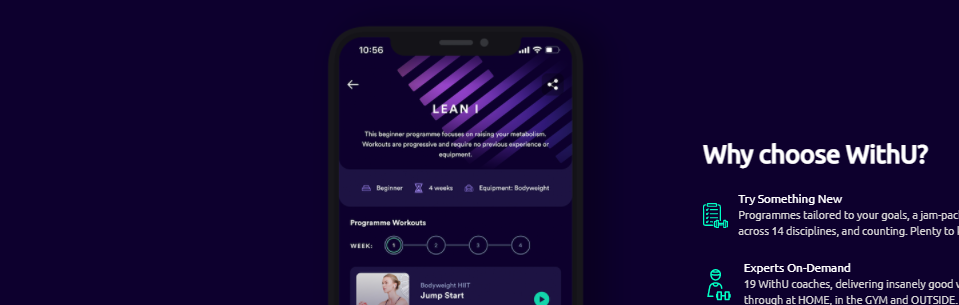 10:56
LEAN I
This beginner programme focuses on raising your metabolism.
Workouts are progressive and require no previous experience or
equipment.
Beginner
4 weeks
Equipment: Bodyweight
Programme Workouts
WEEK:
1
2
3
4
Bodyweight HIIT
Jump Start
Why choose WithU?
Try Something New
Programmes tailored to your goals, a jam-pac
across 14 disciplines, and counting. Plenty to
Experts On-Demand
19 WithU coaches, delivering insanely good
through at HOME, in the GYM and OUTSIDE.